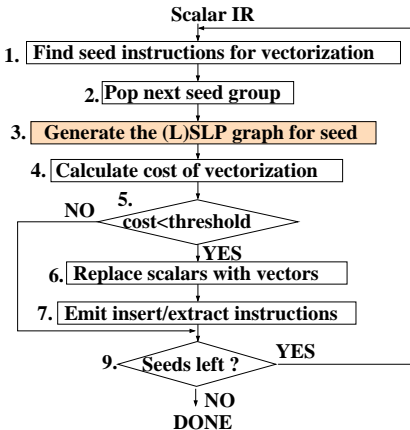 Scalar IR
1. Find seed instructions for vectorization
2. Pop next seed group
3. Generate the (L)SLP graph for seed
4. Calculate cost of vectorization
5.
NO
cost<threshold
YES
6. Replace scalars with vectors
7. Emit insert/extract instructions
9. Seeds left ?
YES
NO
DONE